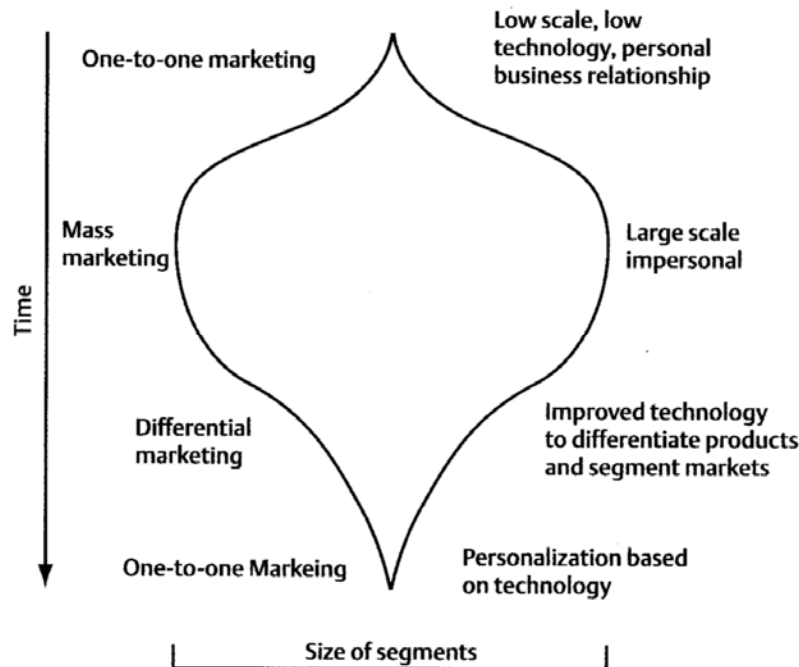 Low scale, low
technology, personal
business relationship
One-to-one marketing
Mass
marketing
Large scale
impersonal
Time
Differential
marketing
Improved technology
to differentiate products
and segment markets
One-to-one Markeing
Personalization based
on technology
Size of segments